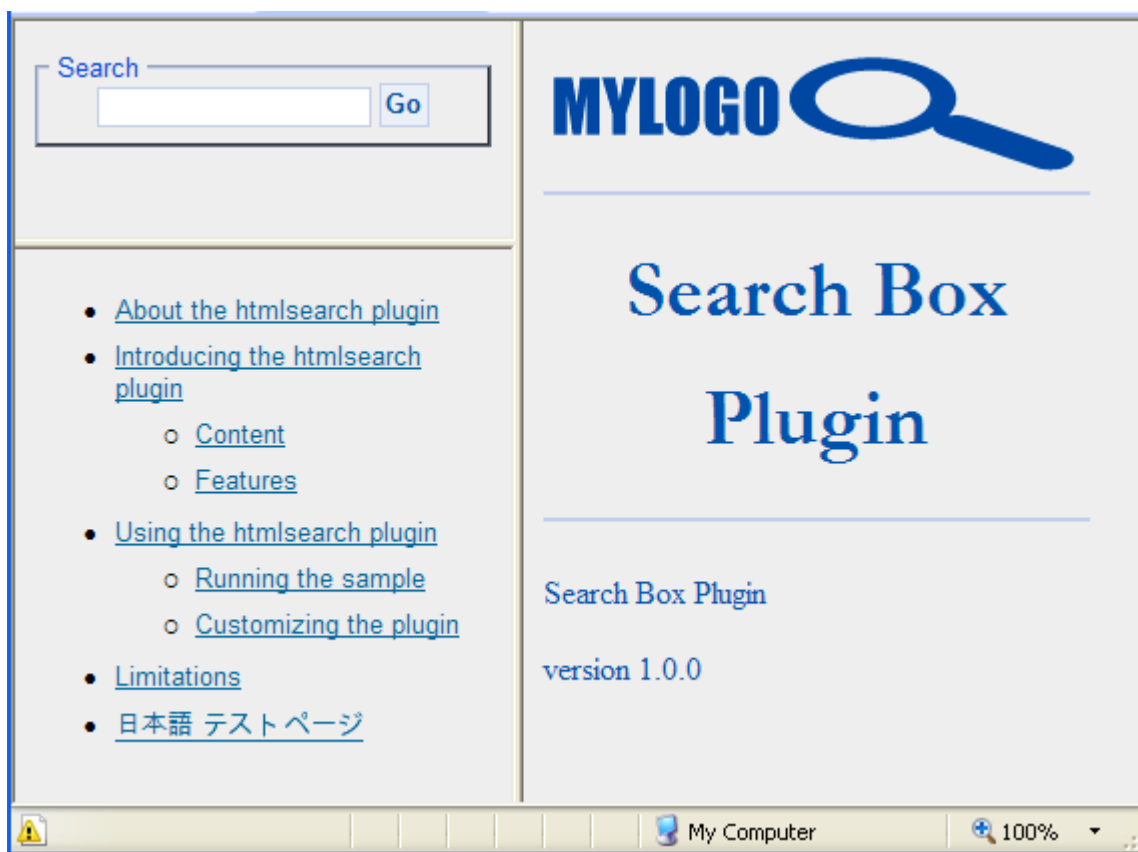 Search
Go
About the htmlsearch plugin
Introducing the htmlsearch
plugin
Content
Features
Using the htmlsearch plugin
Running the sample
Customizing the plugin
Limitations
日本語 テストページ
MYLOGO
Search Box
Plugin
Search Box Plugin
version 1.0.0
My Computer
100%